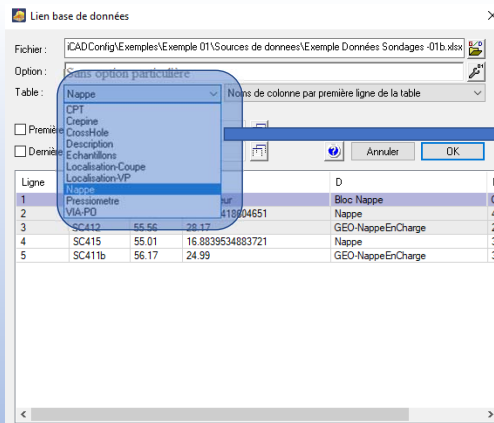 Lien base de données
Fichier : iCADConfig\Exemples\Exemple 01\Sources de donnees\Exemple Données Sondages -01b.xlsx
Option : Sans option particulière
Table : Nappe Noms de colonne par première ligne de la table
CPT
Crepine
Première CrossHole
Description
Dernière Echantillons Annuler OK
Localisation-Coupe
Localisation-VP
Ligne Nappe D
Pressiometre
VIA-PO
1 Bloc Nappe
2 Nappe
3 SC412 55.56 28.17 GEO-NappeEnCharge
4 SC415 55.01 16.8839534883721 Nappe
5 SC411b 56.17 24.99 GEO-NappeEnCharge